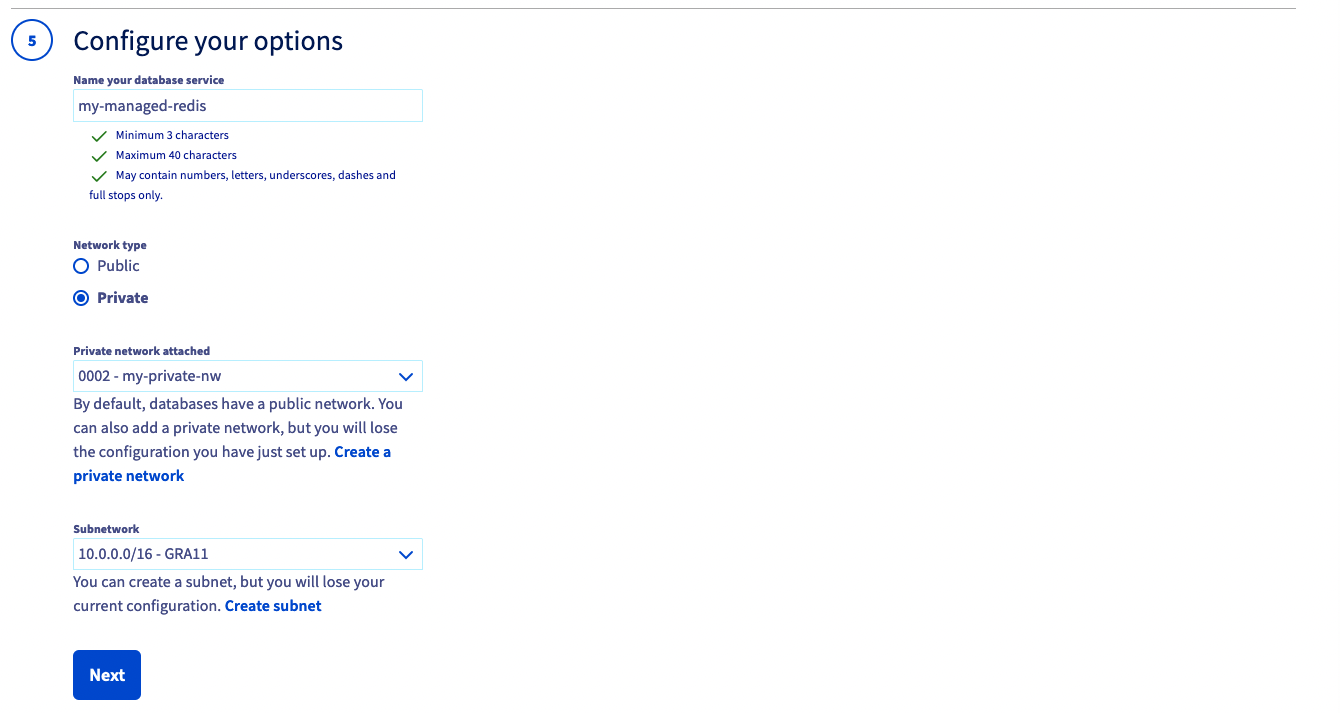 5
Configure your options
Name your database service
my-managed-redis
Minimum 3 characters
Maximum 40 characters
May contain numbers, letters, underscores, dashes and
full stops only.
Network type
Public
Private
Private network attached
0002 - my-private-nw
By default, databases have a public network. You
can also add a private network, but you will lose
the configuration you have just set up. Create a
private network
Subnetwork
10.0.0.0/16 - GRA11
You can create a subnet, but you will lose your
current configuration. Create subnet
Next